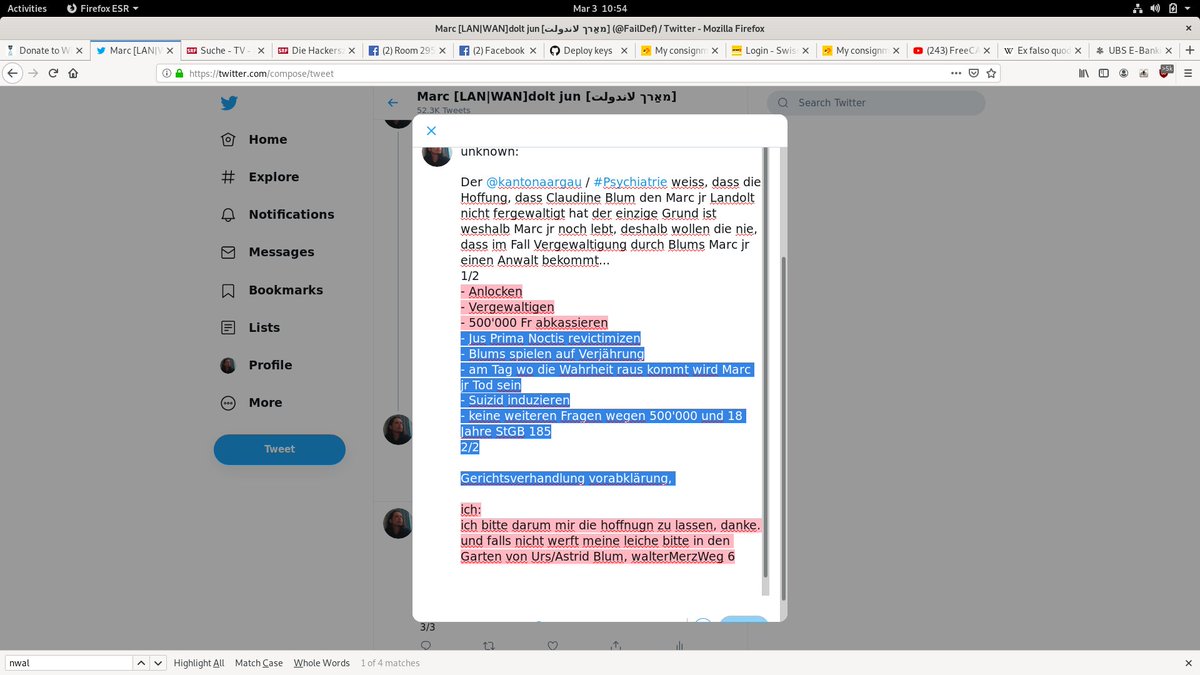 Activities
Firefox ESR
Mar 3 10:54
Marc [LAN|WAN]dolt jun [מאַרך لاندولت] (@FailDef) / Twitter - Mozilla Firefox
Donate to W
Marc [LAN|V
Suche - TV -
Die Hackers
(2) Room 295
(2) Facebook
Deploy keys
My consignm
Login – Swis
My consignm
(243) FreeCA
Ex falso quo
UBS E-Banki
https://twitter.com/compose/tweet
>5k
Marc [LAN|WAN]dolt jun [מאַרך لاندولت]
52.3K Tweets
Search Twitter
Home
Explore
Notifications
Messages
Bookmarks
Lists
Profile
More
Tweet
unknown:
Der @kantonaargau / #Psychiatrie weiss, dass die
Hoffung, dass Claudiine Blum den Marc jr Landolt
nicht fergewaltigt hat der einzige Grund ist
weshalb Marc jr noch lebt, deshalb wollen die nie,
dass im Fall Vergewaltigung durch Blums Marc jr
einen Anwalt bekommt...
1/2
- Anlocken
- Vergewaltigen
- 500'000 Fr abkassieren
- Jus Prima Noctis revictimizen
- Blums spielen auf Verjährung
- am Tag wo die Wahrheit raus kommt wird Marc
jr Tod sein
- Suizid induzieren
- keine weiteren Fragen wegen 500'000 und 18
Jahre StGB 185
2/2
Gerichtsverhandlung vorabklärung,
ich:
ich bitte darum mir die hoffnugn zu lassen, danke.
und falls nicht werft meine leiche bitte in den
Garten von Urs/Astrid Blum, walterMerzWeg 6
3/3
nwal
Highlight All
Match Case
Whole Words
1 of 4 matches